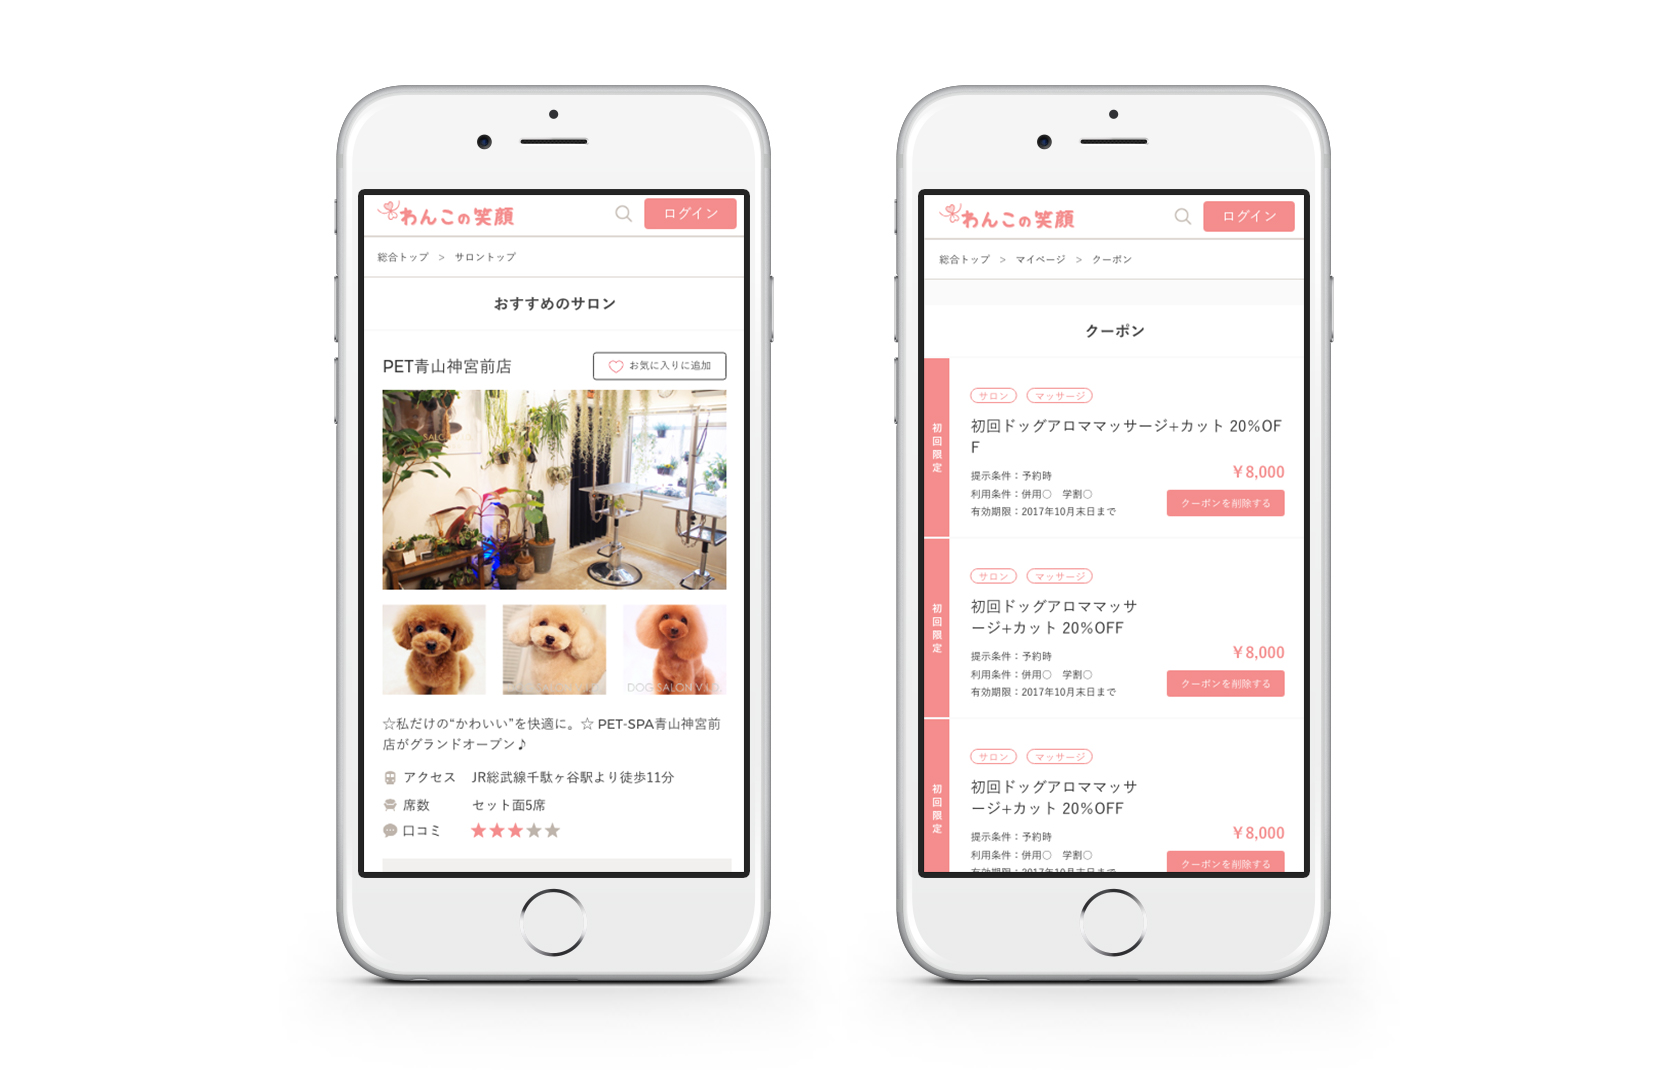 わんこの笑顔
ログイン
総合トップ > サロントップ
おすすめのサロン
PET青山神宮前店
お気に入りに追加
DOG SALON
☆私だけの“かわいい”を快適に。☆ PET-SPA青山神宮前
店がグランドオープン♪
アクセス JR総武線千駄ヶ谷駅より徒歩11分
席数 セット面5席
口コミ ★★★★★
わんこの笑顔
ログイン
総合トップ > マイページ > クーポン
クーポン
初回限定
サロン マッサージ
初回ドッグアロママッサージ+カット 20%OF
F
提示条件：予約時
¥8,000
利用条件：併用○ 学割○
有効期限：2017年10月末日まで
クーポンを削除する
初回限定
サロン マッサージ
初回ドッグアロママッサ
ージ+カット 20%OFF
提示条件：予約時
¥8,000
利用条件：併用○ 学割○
有効期限：2017年10月末日まで
クーポンを削除する
初回限定
サロン マッサージ
初回ドッグアロママッサ
ージ+カット 20%OFF
提示条件：予約時
¥8,000
利用条件：併用○ 学割○
有効期限：2017年10月末日まで
クーポンを削除する